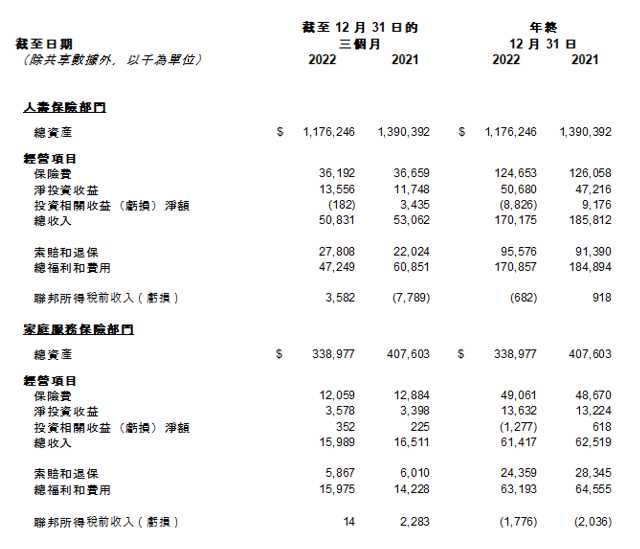 截至 12 月 31 日的 年終
截至日期 三個月 12 月 31 日
（除共享數據外，以千為單位） 2022 2021 2022 2021
人壽保險部門
總資產 $ 1,176,246 1,390,392 $ 1,176,246 1,390,392
經營項目
保險費 36,192 36,659 124,653 126,058
淨投資收益 13,556 11,748 50,680 47,216
投資相關收益（虧損）淨額 (182) 3,435 (8,826) 9,176
總收入 50,831 53,062 170,175 185,812
索賠和退保 27,808 22,024 95,576 91,390
總福利和費用 47,249 60,851 170,857 184,894
聯邦所得稅前收入（虧損） 3,582 (7,789) (682) 918
家庭服務保險部門
總資產 $ 338,977 407,603 $ 338,977 407,603
經營項目
保險費 12,059 12,884 49,061 48,670
淨投資收益 3,578 3,398 13,632 13,224
投資相關收益（虧損）淨額 352 225 (1,277) 618
總收入 15,989 16,511 61,417 62,519
索賠和退保 5,867 6,010 24,359 28,345
總福利和費用 15,975 14,228 63,193 64,555
聯邦所得稅前收入（虧損） 14 2,283 (1,776) (2,036)